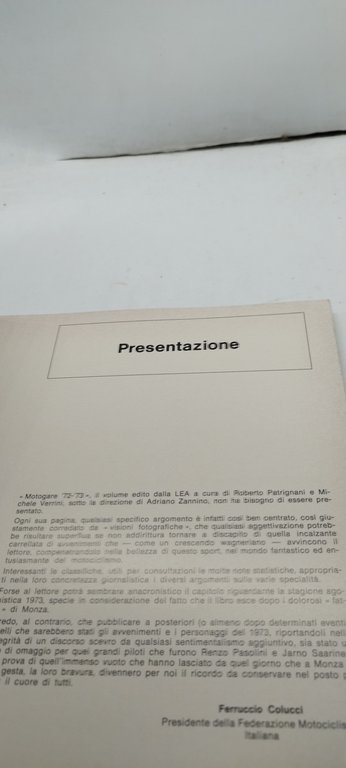 Presentazione
« Motogare '72-'73 », il volume edito dalla LEA a cura di Roberto Patrignani e Mi-
chele Verrini, sotto la direzione di Adriano Zannino, non ha bisogno di essere pre-
sentato.
Ogni sua pagina, qualsiasi specifico argomento è infatti così ben centrato, così giu-
stamente corredato da « visioni fotografiche », che qualsiasi aggettivazione potreb-
be risultare superflua se non addirittura tornare a discapito di quella incalzante
carrellata di avvenimenti che — come un crescendo wagneriano — avvincono il
lettore, compenetrandolo nella bellezza di questo sport, nel mondo fantastico ed en-
tusiasmante del motociclismo.
Interessanti le classifiche, utili per consultazioni le molte note statistiche, appropria-
ti nella loro concretezza giornalistica i diversi argomenti sulle varie specialità.
Forse al lettore potrà sembrare anacronistico il capitolo riguardante la stagione ago-
nistica 1973, specie in considerazione del fatto che il libro esce dopo i dolorosi « fat-
» di Monza.
redo, al contrario, che pubblicare a posteriori (o almeno dopo determinati eventi
elli che sarebbero stati gli avvenimenti e i personaggi del 1973, riportandoli nell
egrità di un discorso scevro da qualsiasi sentimentalismo aggiuntivo, sia stato u
di omaggio per quei grandi piloti che furono Renzo Pasolini e Jarno Saarine
prova di quell'immenso vuoto che hanno lasciato da quel giorno che a Monza
gesta, la loro bravura, divennero per noi il ricordo da conservare nel posto p
il cuore di tutti.
Ferruccio Colucci
Presidente della Federazione Motociclis
Italiana